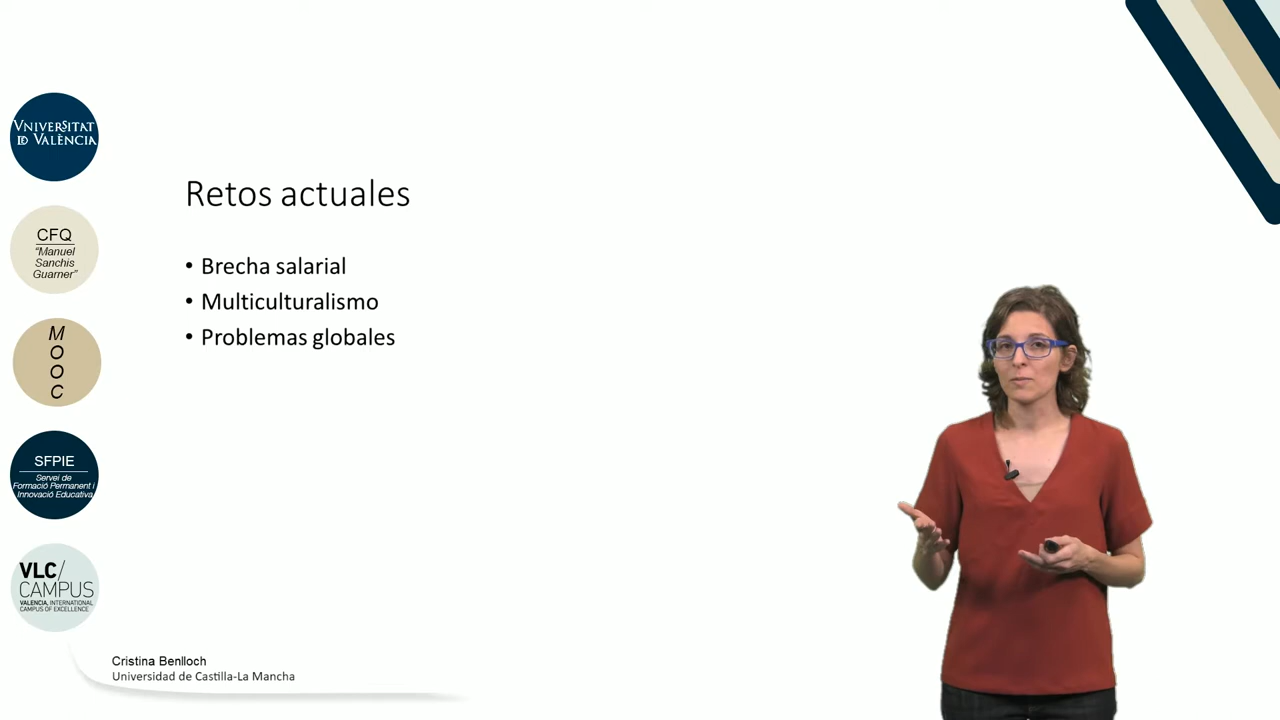 VNIVERSITAT
ID VALÈNCIA
CFQ
"Manuel
Sanchis
Guarner"
M
O
O
C
SFPIE
Servei de
Formació Permanent i
Innovació Educativa
VLC/
CAMPUS
VALENCIA, INTERNATIONAL
CAMPUS OF EXCELLENCE
Retos actuales
• Brecha salarial
• Multiculturalismo
• Problemas globales
Cristina Benlloch
Universidad de Castilla-La Mancha